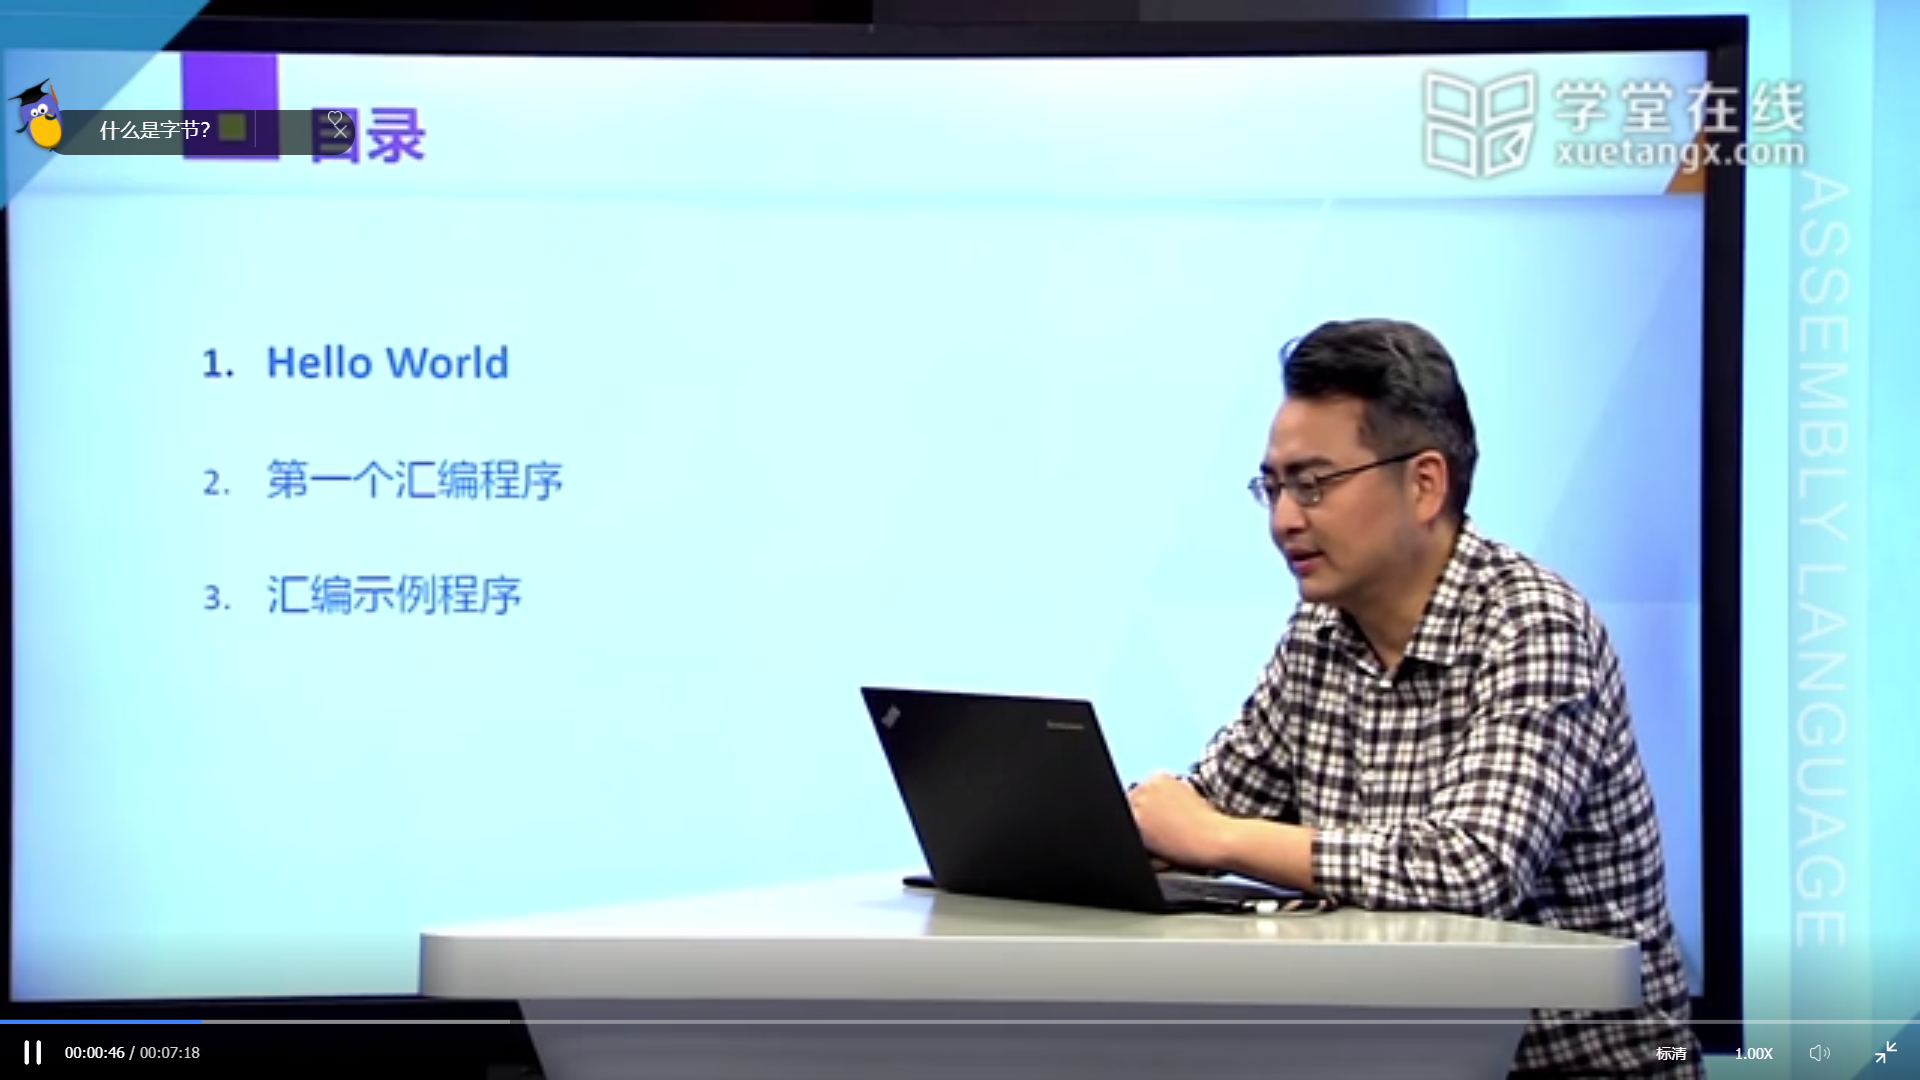 目录
什么是字节?
学堂在线
xuetangx.com
1. Hello World
2. 第一个汇编程序
3. 汇编示例程序
ASSEMBLY LANGUAGE
00:00:46 / 00:07:18
标清
1.00X